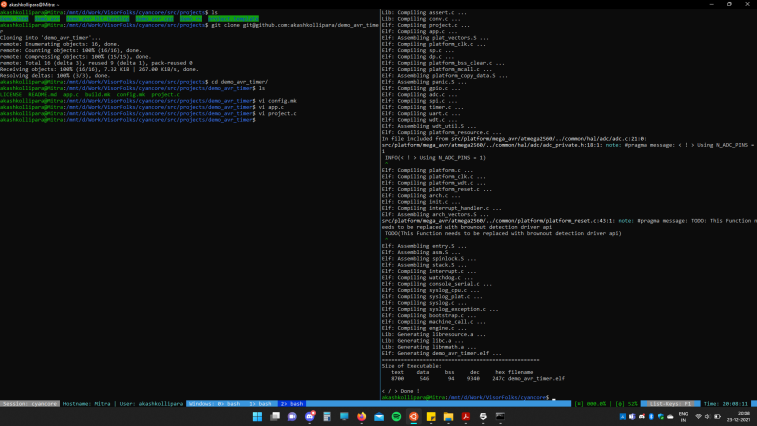 @Mitra
akashkollipara@Mitra:/mnt/d/Work/VisorFolks/cyancore/src/projects$ ls
akashkollipara@Mitra:/mnt/d/Work/VisorFolks/cyancore/src/projects$ git clone git@github.com:akashkollipara/demo_avr_time
r
Cloning into 'demo_avr_timer'...
remote: Enumerating objects: 16, done.
remote: Counting objects: 100% (16/16), done.
remote: Compressing objects: 100% (15/15), done.
remote: Total 16 (delta 3), reused 9 (delta 1), pack-reused 0
Receiving objects: 100% (16/16), 7.32 KiB | 267.00 KiB/s, done.
Resolving deltas: 100% (3/3), done.
akashkollipara@Mitra:/mnt/d/Work/VisorFolks/cyancore/src/projects$ cd demo_avr_timer/
akashkollipara@Mitra:/mnt/d/Work/VisorFolks/cyancore/src/projects/demo_avr_timer$ ls
LICENSE README.md app.c build.mk config.mk project.c
akashkollipara@Mitra:/mnt/d/Work/VisorFolks/cyancore/src/projects/demo_avr_timer$ vi config.mk
akashkollipara@Mitra:/mnt/d/Work/VisorFolks/cyancore/src/projects/demo_avr_timer$ vi app.c
akashkollipara@Mitra:/mnt/d/Work/VisorFolks/cyancore/src/projects/demo_avr_timer$ vi project.c
akashkollipara@Mitra:/mnt/d/Work/VisorFolks/cyancore/src/projects/demo_avr_timer$
Lib: Compiling assert.c ...
Lib: Compiling conv.c ...
Elf: Compiling project.c ...
Elf: Compiling app.c ...
Elf: Assembling plat_vectors.S ...
Elf: Compiling platform_clk.c ...
Elf: Compiling sp.c ...
Elf: Compiling dp.c ...
Elf: Compiling platform_bss_clear.c ...
Elf: Compiling platform_mcall.c ...
Elf: Assembling platform_copy_data.S ...
Elf: Assembling panic.S ...
Elf: Compiling gpio.c ...
Elf: Compiling adc.c ...
Elf: Compiling spi.c ...
Elf: Compiling timer.c ...
Elf: Compiling uart.c ...
Elf: Compiling wdt.c ...
Elf: Assembling wdt_util.S ...
Elf: Compiling platform_resource.c ...
In file included from src/platform/mega_avr/atmega2560/../common/hal/adc/adc.c:21:0:
src/platform/mega_avr/atmega2560/../common/hal/adc/adc_private.h:18:1: note: #pragma message: < ! > Using N_ADC_PINS =
1
INFO(< ! > Using N_ADC_PINS = 1)
^
Elf: Compiling platform.c ...
Elf: Compiling platform_clk.c ...
Elf: Compiling platform_wdt.c ...
Elf: Compiling platform_reset.c ...
Elf: Compiling arch.c ...
Elf: Compiling init.c ...
Elf: Compiling interrupt_handler.c ...
Elf: Assembling arch_vectors.S ...
src/platform/mega_avr/atmega2560/../common/platform/platform_reset.c:43:1: note: #pragma message: TODO: This Function n
eeds to be replaced with brownout detection driver api
TODO(This Function needs to be replaced with brownout detection driver api)
^
Elf: Assembling entry.S ...
Elf: Assembling asm.S ...
Elf: Assembling spinlock.S ...
Elf: Assembling stack.S ...
Elf: Compiling interrupt.c ...
Elf: Compiling watchdog.c ...
Elf: Compiling console_serial.c ...
Elf: Compiling syslog_cpu.c ...
Elf: Compiling syslog_plat.c ...
Elf: Compiling syslog.c ...
Elf: Compiling syslog_exception.c ...
Elf: Compiling bootstrap.c ...
Elf: Compiling machine_call.c ...
Elf: Compiling engine.c ...
Lib: Generating libresource.a ...
Lib: Generating libc.a ...
Lib: Generating libnmath.a ...
Elf: Generating demo_avr_timer.elf ...
==================================================
Size of Executable:
text data bss dec hex filename
8700 546 94 9340 247c demo_avr_timer.elf
< / > Done !
akashkollipara@Mitra:/mnt/d/Work/VisorFolks/cyancore$
Session: cyancore Hostname: Mitra | User: akashkollipara Windows: 0> bash 1> bash 2> bash
List-Keys: F1 Time: 20:08:11
ENG
IN
20:08
23-12-2021